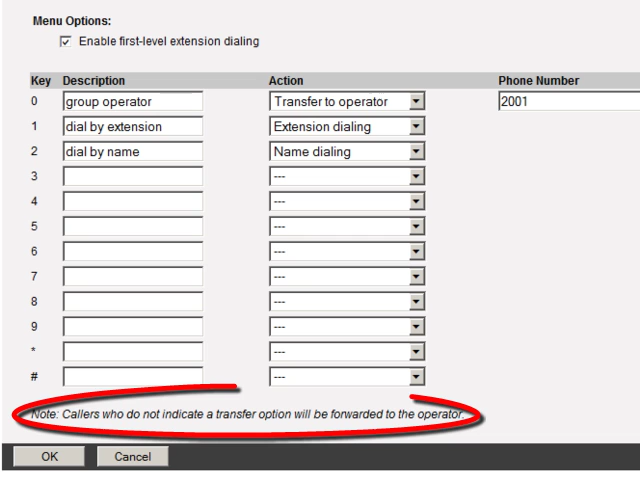 Menu Options:
Enable first-level extension dialing
Key Description Action Phone Number
0 group operator Transfer to operator 2001
1 dial by extension Extension dialing
2 dial by name Name dialing
3 ---
4 ---
5 ---
6 ---
7 ---
8 ---
9 ---
* ---
# ---
Note: Callers who do not indicate a transfer option will be forwarded to the operator.
OK Cancel